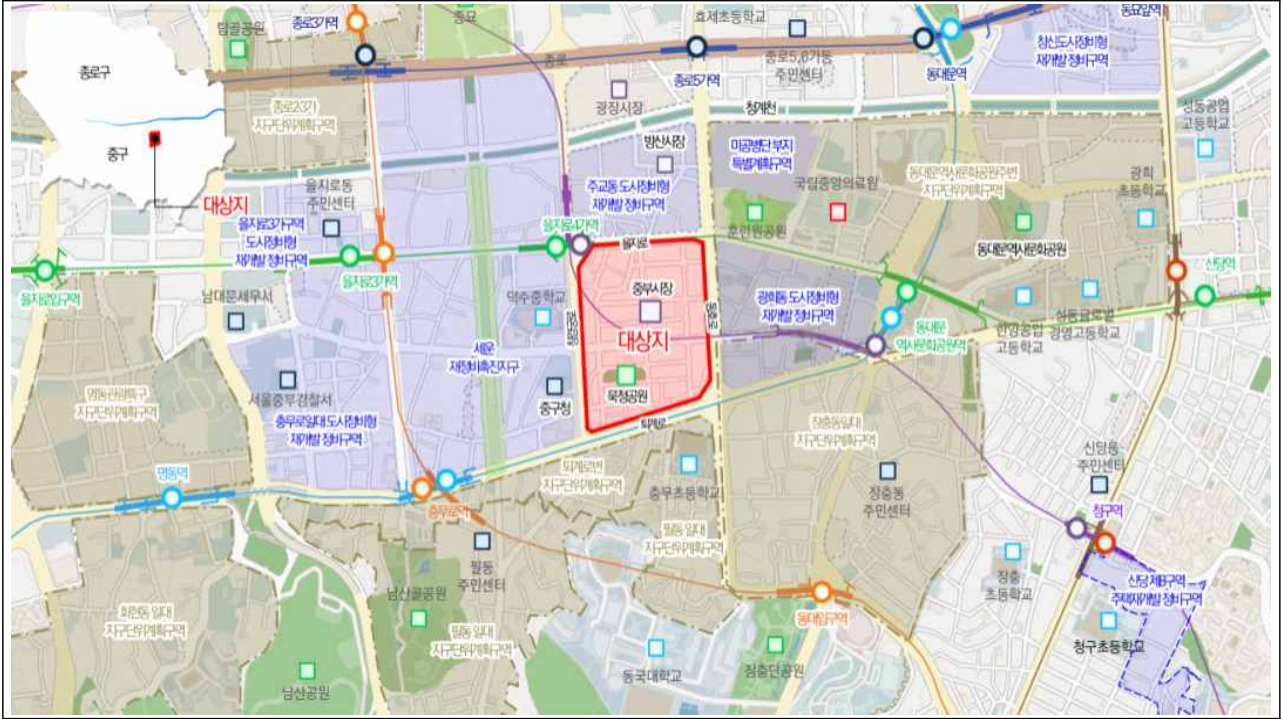 탑골공원
종로3가역
종묘
효제초등학교
동묘앞역
종로구
종로
종로5가역
종로5,6가동
주민센터
동대문역
창신도시정비형
재개발 정비구역
종로2·3가
지구단위계획구역
광장시장
청계천
성동공업
고등학교
중구
방산시장
미공병단 부지
특별계획구역
을지로동
주민센터
대상지
주교동 도시정비형
재개발 정비구역
국립중앙의료원
동대문역사문화공원주변
지구단위계획구역
광희
초등학교
을지로3가구역
도시정비형
재개발 정비구역
을지로4가역
을지로
훈련원공원
동대문역사문화공원
신당역
을지로입구역
을지로3가역
남대문세무서
덕수중학교
중부시장
대상지
동호로
광희동 도시정비형
재개발 정비구역
동대문
역사문화공원역
한양공업
고등학교
성동글로벌
경영고등학교
세운
재정비촉진지구
창경궁로
명동관광특구
지구단위계획구역
서울중부경찰서
충무로일대 도시정비형
재개발 정비구역
중구청
묵정공원
퇴계로
장충동일대
지구단위계획구역
명동역
충무로역
퇴계로변
지구단위계획구역
충무초등학교
장충동
주민센터
신당동
주민센터
청구역
필동 일대
지구단위계획구역
필동
주민센터
남산골공원
장충
초등학교
신당 제8구역
주택재개발 정비구역
회현동 일대
지구단위계획구역
필동 일대
지구단위계획구역
동대입구역
청구초등학교
남산공원
동국대학교
장충단공원